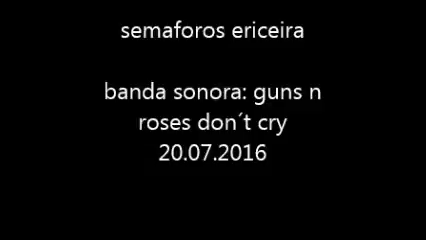 semaforos ericeira
banda sonora: guns n
roses don´t cry
20.07.2016